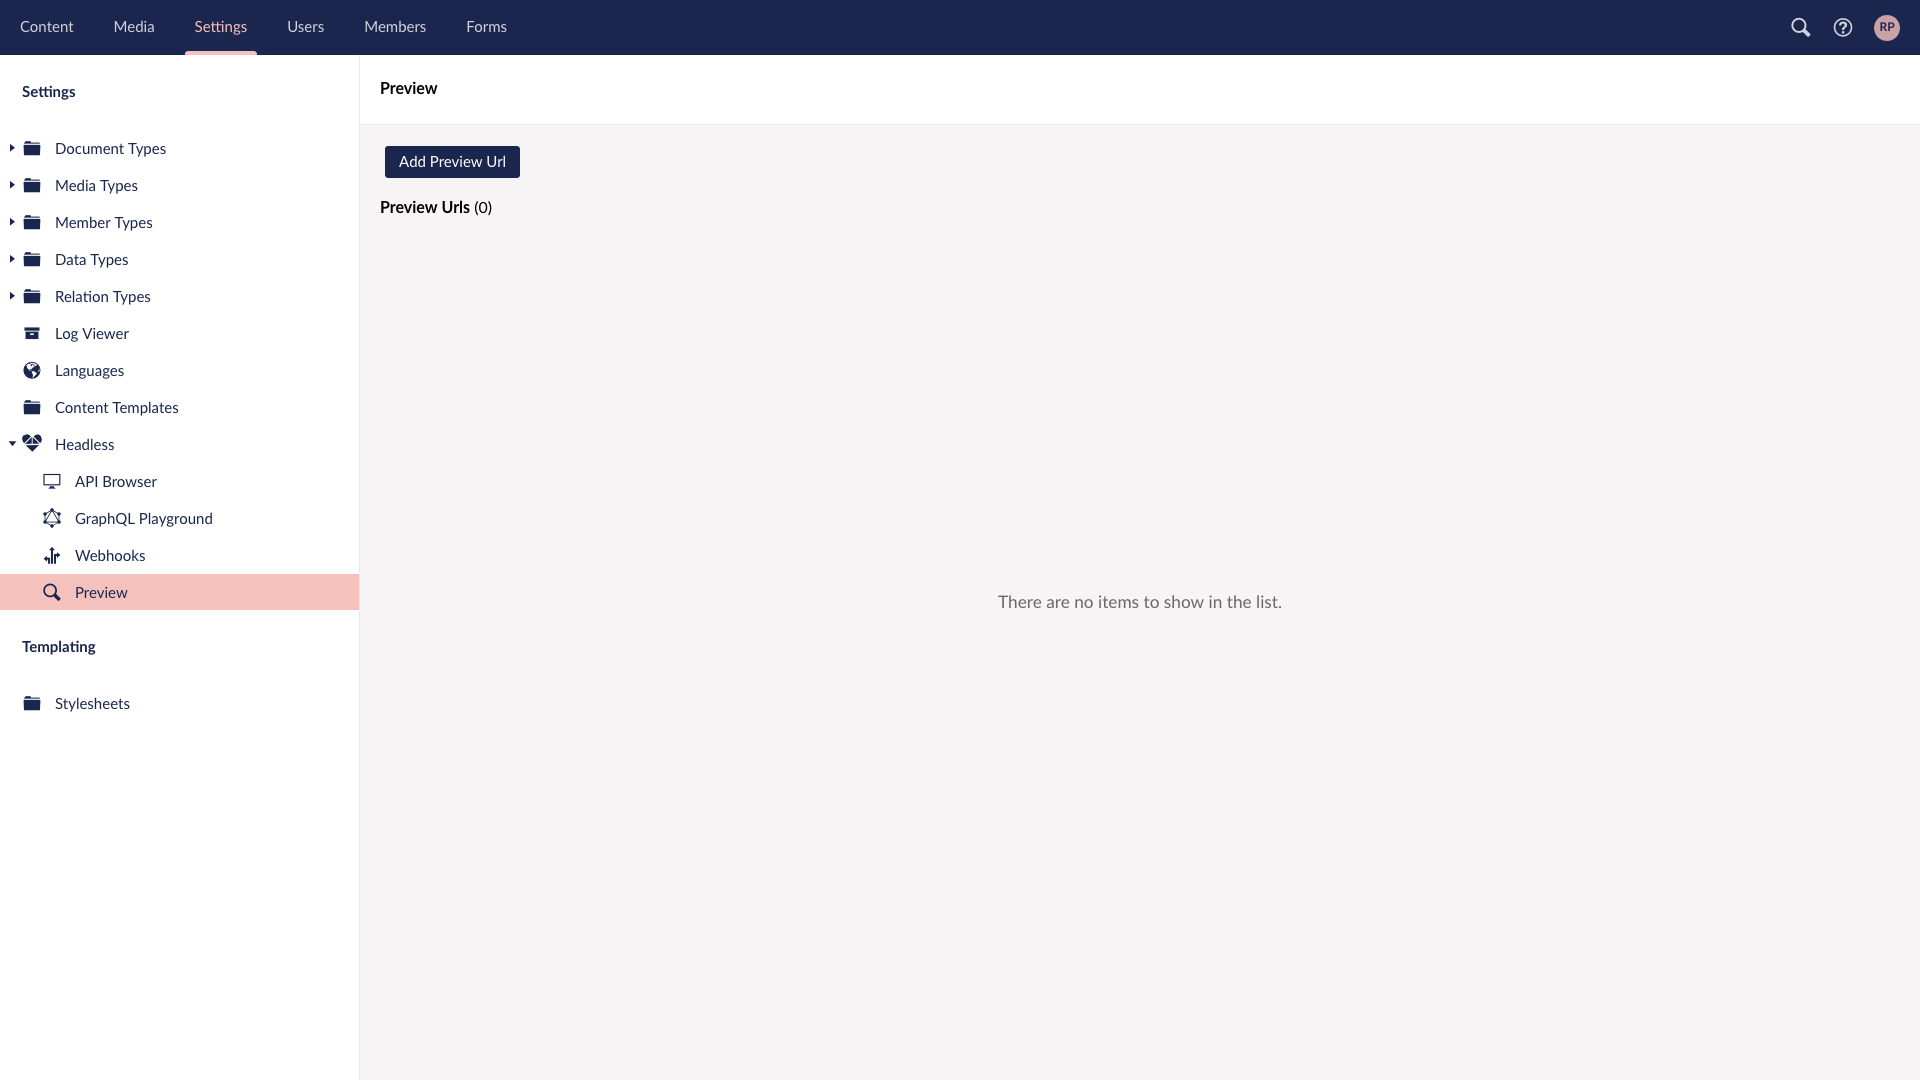 Content
Media
Settings
Users
Members
Forms
RP
Settings
Document Types
Media Types
Member Types
Data Types
Relation Types
Log Viewer
Languages
Content Templates
Headless
API Browser
GraphQL Playground
Webhooks
Preview
Templating
Stylesheets
Preview
Add Preview Url
Preview Urls (0)
There are no items to show in the list.